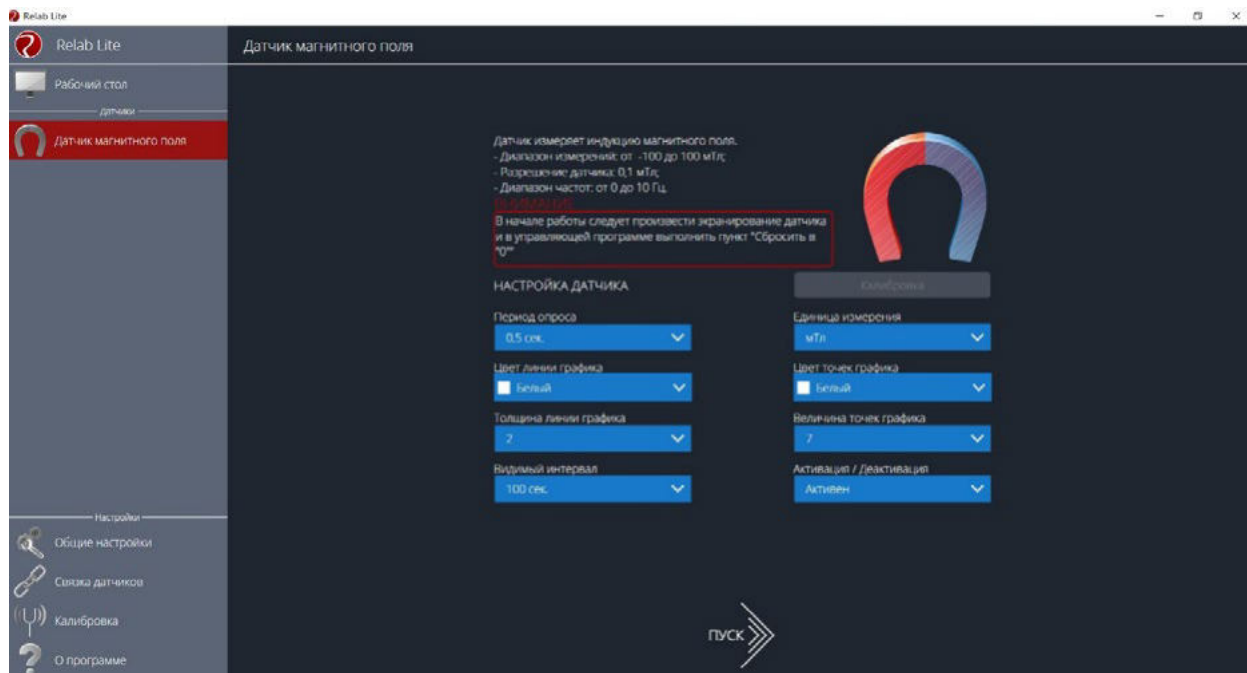 Relab Lite
Relab Lite
Датчик магнитного поля
Рабочий стол
Датчики
Датчик магнитного поля
Датчик измеряет индукцию магнитного поля.
- Диапазон измерений: от -100 до 100 мТл;
- Разрешение датчика: 0,1 мТл;
- Диапазон частот: от 0 до 10 Гц.
ВНИМАНИЕ
В начале работы следует произвести экранирование датчика
и в управляющей программе выполнить пункт "Сбросить в
"0""
НАСТРОЙКА ДАТЧИКА
Калибровка
Период опроса
Единица измерения
0,5 сек.
мТл
Цвет линии графика
Цвет точек графика
Белый
Белый
Толщина линии графика
Величина точек графика
2
7
Видимый интервал
Активация / Деактивация
100 сек.
Активен
Настройки
Общие настройки
Связка датчиков
Калибровка
О программе
ПУСК